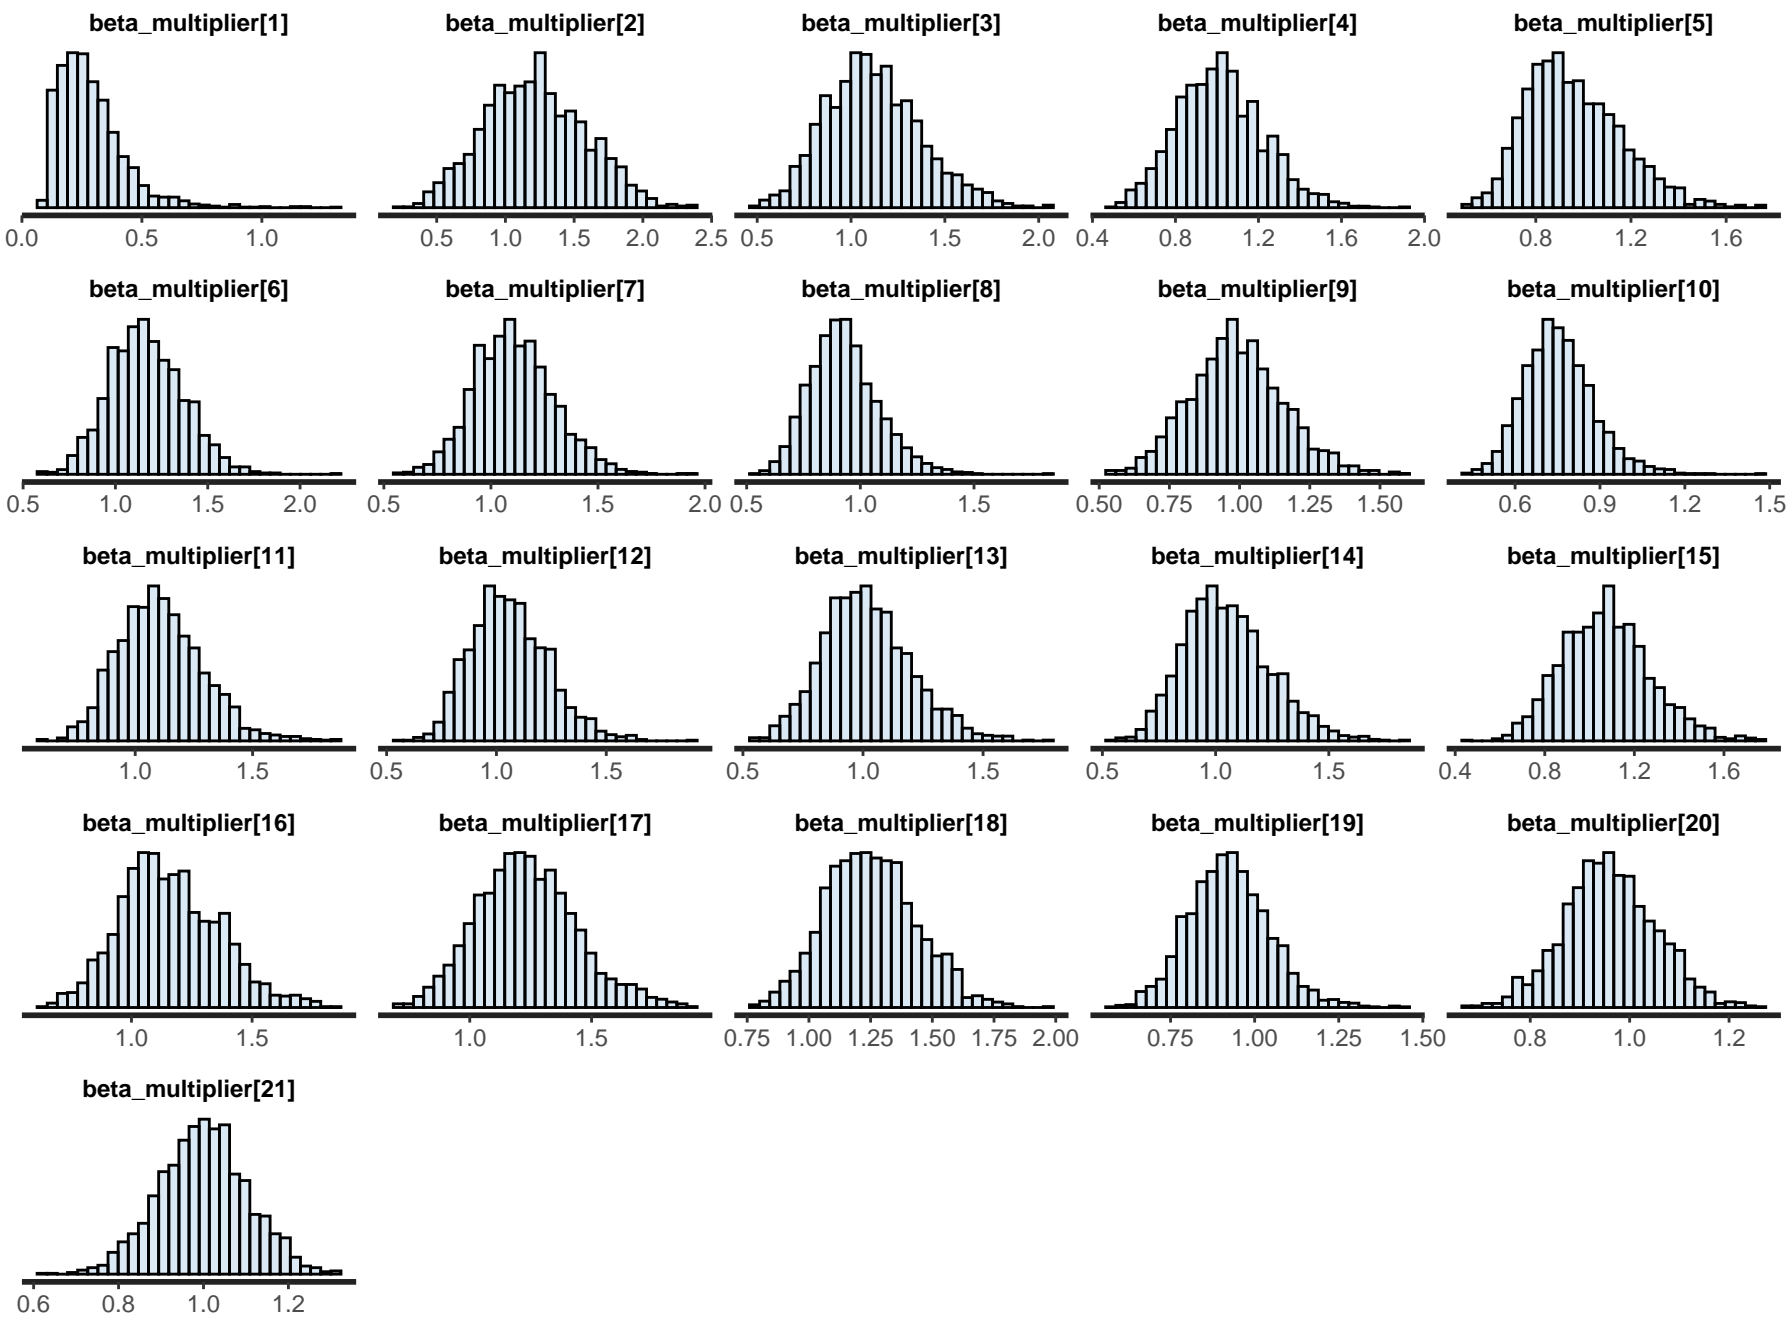 beta_multiplier[1] beta_multiplier[2] beta_multiplier[3] beta_multiplier[4] beta_multiplier[5]
0.0 0.5 1.0 0.5 1.0 1.5 2.0 2.5 0.5 1.0 1.5 2.0 0.4 0.8 1.2 1.6 2.0 0.8 1.2 1.6
beta_multiplier[6] beta_multiplier[7] beta_multiplier[8] beta_multiplier[9] beta_multiplier[10]
0.5 1.0 1.5 2.0 0.5 1.0 1.5 2.0 0.5 1.0 1.5 0.50 0.75 1.00 1.25 1.50 0.6 0.9 1.2 1.5
beta_multiplier[11] beta_multiplier[12] beta_multiplier[13] beta_multiplier[14] beta_multiplier[15]
1.0 1.5 0.5 1.0 1.5 0.5 1.0 1.5 0.5 1.0 1.5 0.4 0.8 1.2 1.6
beta_multiplier[16] beta_multiplier[17] beta_multiplier[18] beta_multiplier[19] beta_multiplier[20]
1.0 1.5 1.0 1.5 0.75 1.00 1.25 1.50 1.75 2.00 0.75 1.00 1.25 1.50 0.8 1.0 1.2
beta_multiplier[21]
0.6 0.8 1.0 1.2